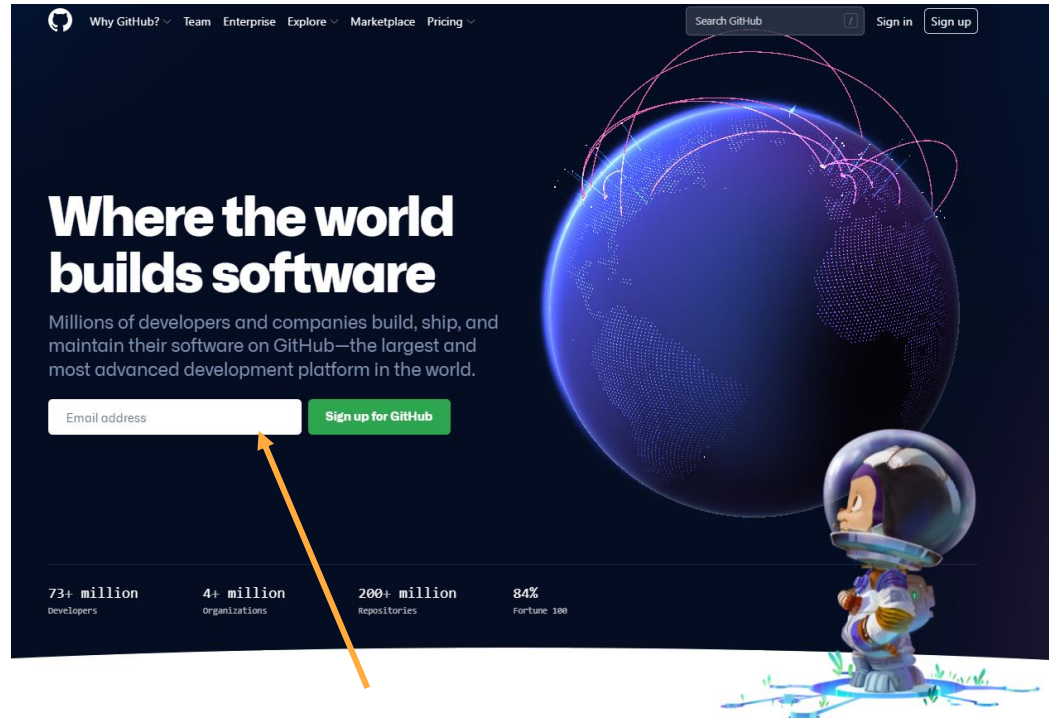 Why GitHub? Team Enterprise Explore Marketplace Pricing
Search GitHub / Sign in Sign up
Where the world
builds software
Millions of developers and companies build, ship, and
maintain their software on GitHub—the largest and
most advanced development platform in the world.
Email address Sign up for GitHub
73+ million 4+ million 200+ million 84%
Developers Organizations Repositories Fortune 100